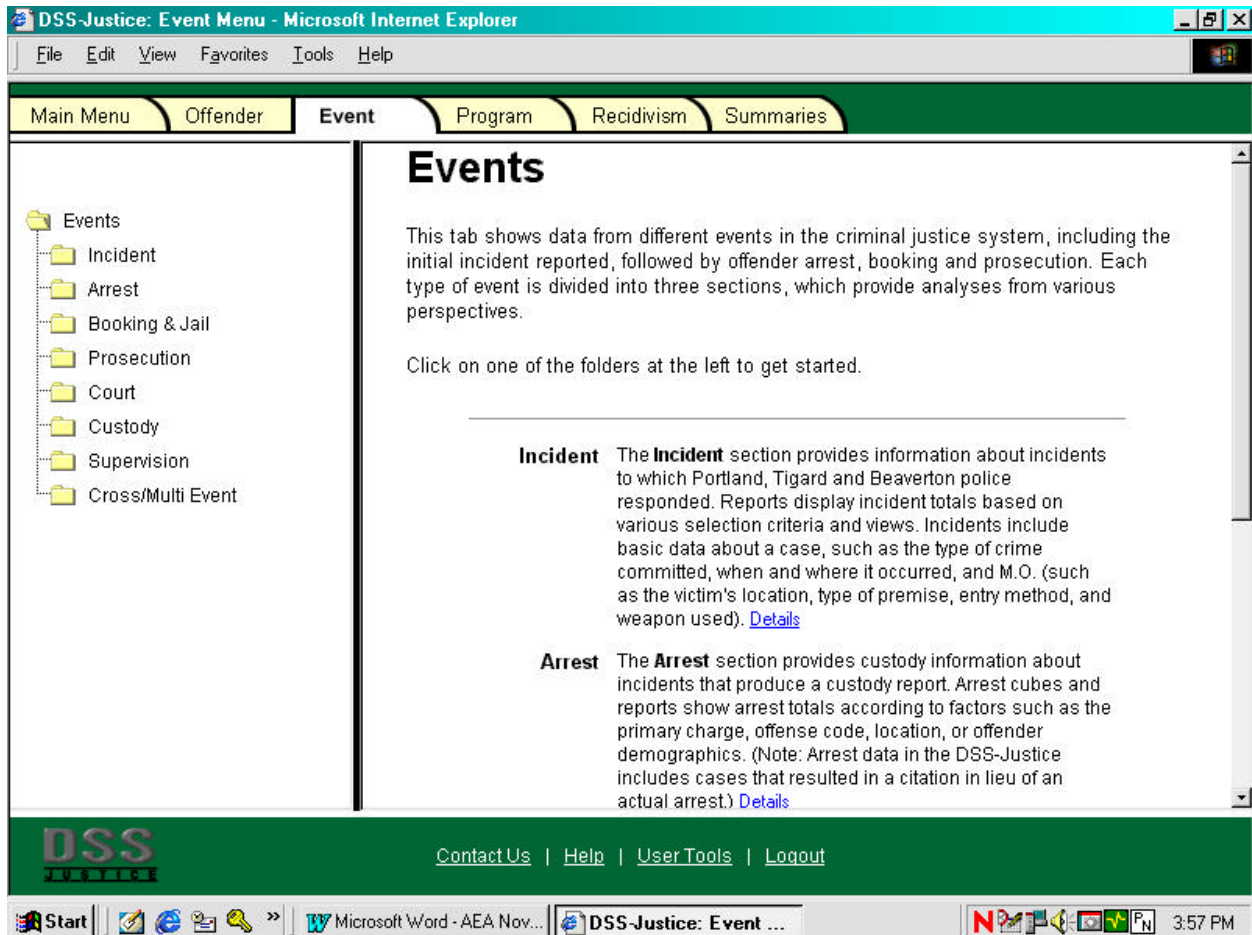 DSS-Justice: Event Menu - Microsoft Internet Explorer
File Edit View Favorites Tools Help
Main Menu Offender Event Program Recidivism Summaries
Events
Incident
Arrest
Booking & Jail
Prosecution
Court
Custody
Supervision
Cross/Multi Event
Events
This tab shows data from different events in the criminal justice system, including the
initial incident reported, followed by offender arrest, booking and prosecution. Each
type of event is divided into three sections, which provide analyses from various
perspectives.
Click on one of the folders at the left to get started.
Incident The Incident section provides information about incidents
to which Portland, Tigard and Beaverton police
responded. Reports display incident totals based on
various selection criteria and views. Incidents include
basic data about a case, such as the type of crime
committed, when and where it occurred, and M.O. (such
as the victim's location, type of premise, entry method, and
weapon used). Details
Arrest The Arrest section provides custody information about
incidents that produce a custody report. Arrest cubes and
reports show arrest totals according to factors such as the
primary charge, offense code, location, or offender
demographics. (Note: Arrest data in the DSS-Justice
includes cases that resulted in a citation in lieu of an
actual arrest.) Details
DSS
JUSTICE
Contact Us | Help | User Tools | Logout
Start » Microsoft Word - AEA Nov... DSS-Justice: Event ... N PN 3:57 PM